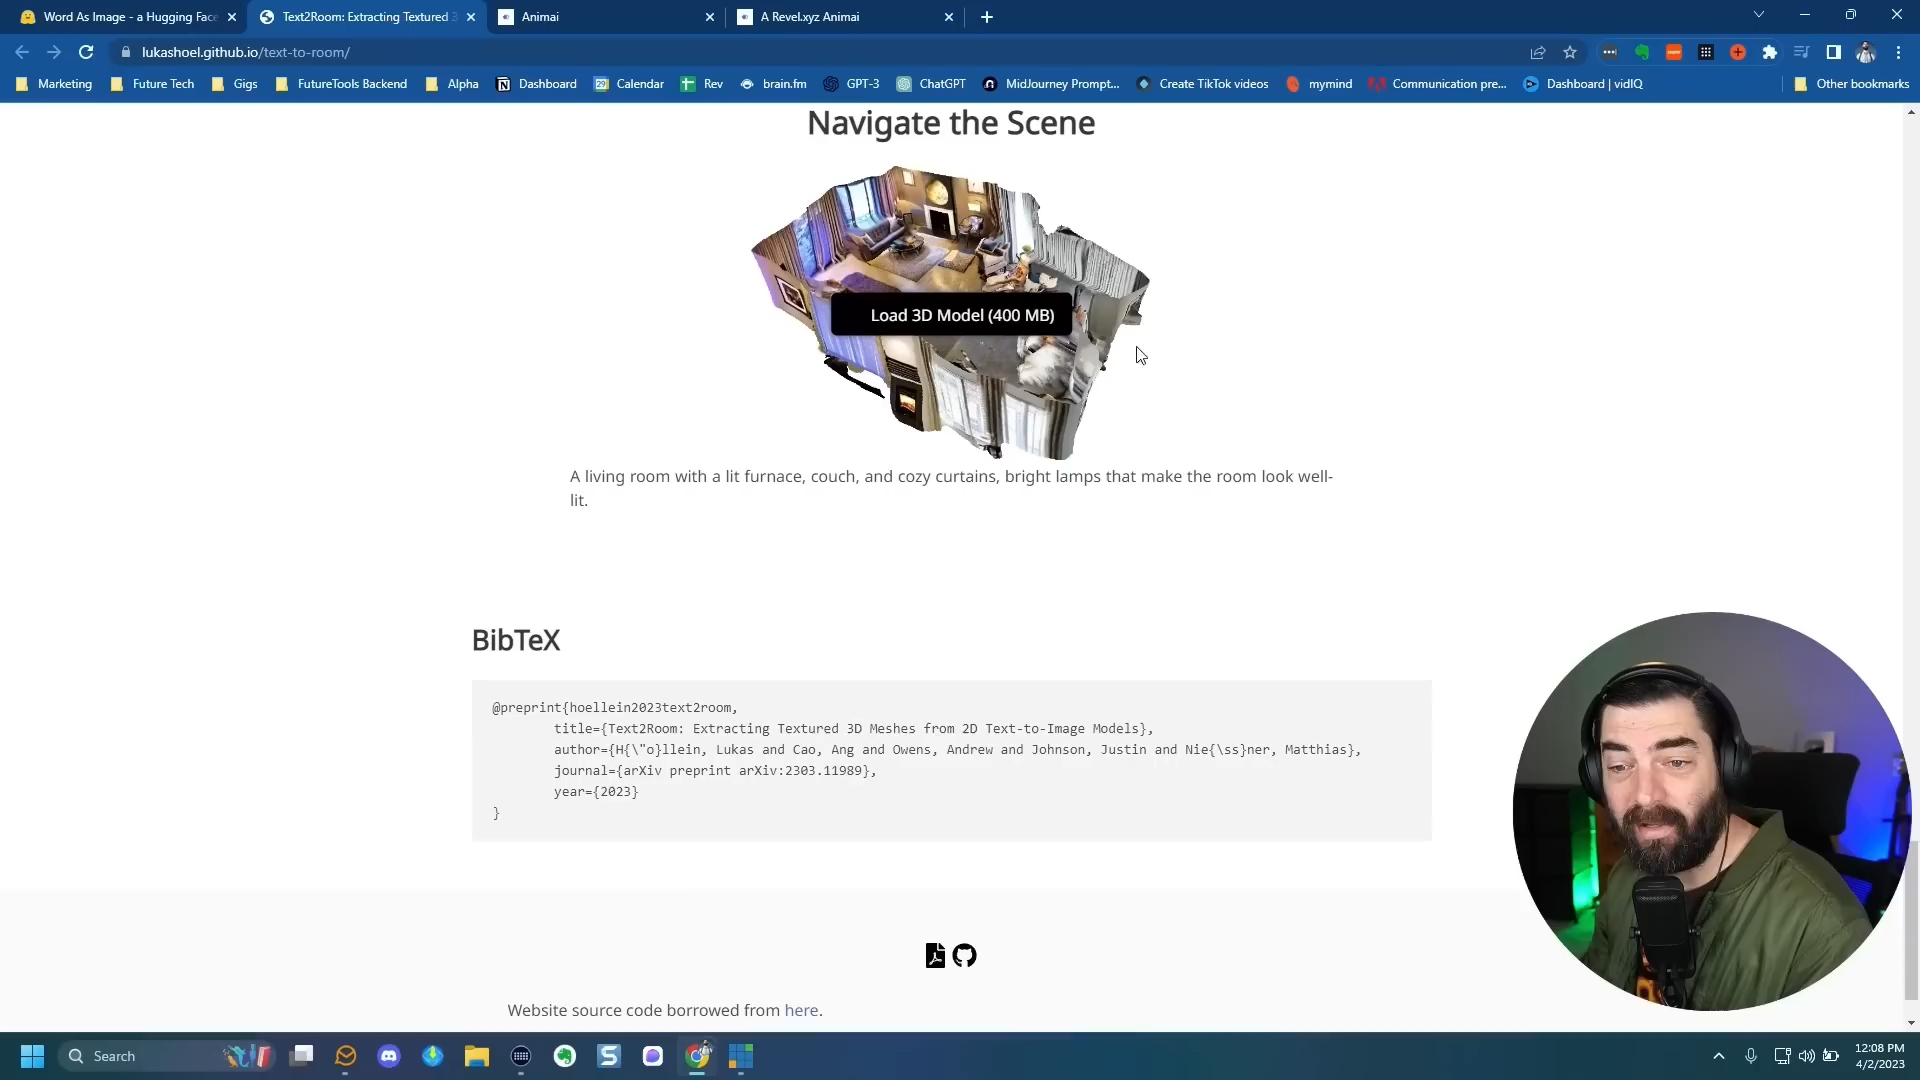 Word As Image - a Hugging Face
Text2Room: Extracting Textured 3
Animai
A Revel.xyz Animai
lukashoel.github.io/text-to-room/
Marketing
Future Tech
Gigs
FutureTools Backend
Alpha
Dashboard
Calendar
Rev
brain.fm
GPT-3
ChatGPT
MidJourney Prompt...
Create TikTok videos
mymind
Communication pre...
Dashboard | vidIQ
Other bookmarks
Navigate the Scene
Load 3D Model (400 MB)
A living room with a lit furnace, couch, and cozy curtains, bright lamps that make the room look well-
lit.
BibTeX
@preprint{hoellein2023text2room,
title={Text2Room: Extracting Textured 3D Meshes from 2D Text-to-Image Models},
author={H{\"o}llein, Lukas and Cao, Ang and Owens, Andrew and Johnson, Justin and Nie{\ss}ner, Matthias},
journal={arXiv preprint arXiv:2303.11989},
year={2023}
}
Website source code borrowed from here.
Search
12:08 PM
4/2/2023